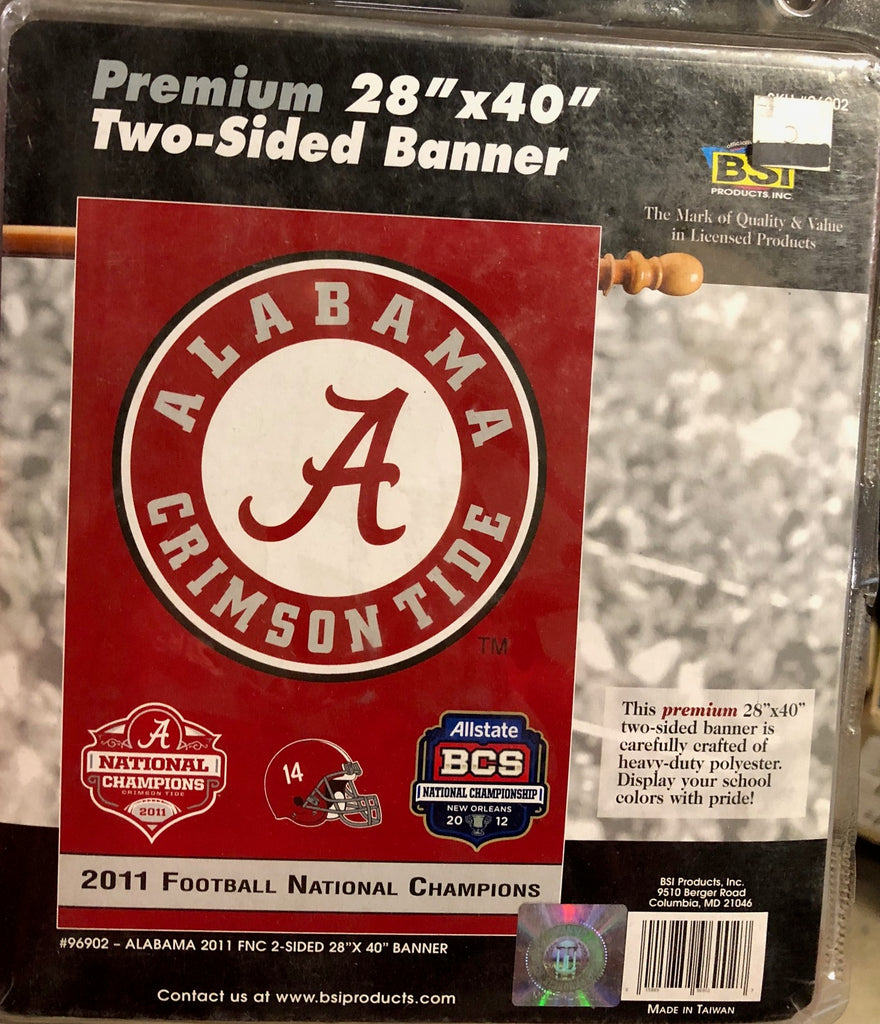 Premium 28"x40"
Two-Sided Banner
BSI
PRODUCTS, INC.
The Mark of Quality & Value
in Licensed Products
ALABAMA
A
CRIMSON TIDE
TM
A
NATIONAL
CHAMPIONS
CRIMSON TIDE
2011
14
Allstate
BCS
NATIONAL CHAMPIONSHIP
NEW ORLEANS
20 12
2011 FOOTBALL NATIONAL CHAMPIONS
This premium 28"x40"
two-sided banner is
carefully crafted of
heavy-duty polyester.
Display your school
colors with pride!
BSI Products, Inc.
9510 Berger Road
Columbia, MD 21046
#96902 – ALABAMA 2011 FNC 2-SIDED 28"X 40" BANNER
Contact us at www.bsiproducts.com
MADE IN TAIWAN